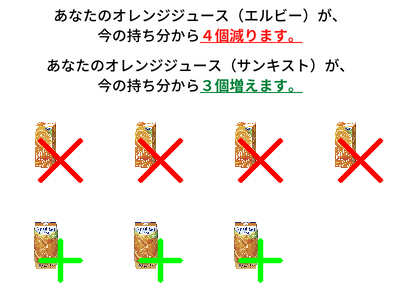 あなたのオレンジジュース（エルビー）が、
今の持ち分から４個減ります。
あなたのオレンジジュース（サンキスト）が、
今の持ち分から３個増えます。